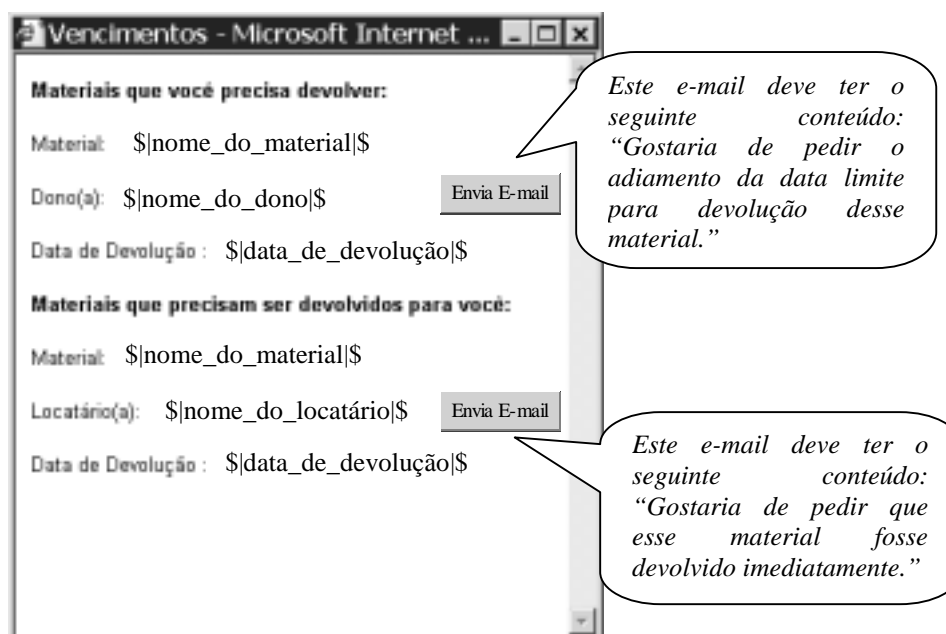 Vencimentos - Microsoft Internet ...
Materiais que você precisa devolver:
Material: $|nome_do_material|$
Dono(a): $|nome_do_dono|$
Envia E-mail
Data de Devolução : $|data_de_devolução|$
Materiais que precisam ser devolvidos para você:
Material: $|nome_do_material|$
Locatário(a): $|nome_do_locatário|$
Envia E-mail
Data de Devolução : $|data_de_devolução|$
Este e-mail deve ter o
seguinte conteúdo:
“Gostaria de pedir o
adiamento da data limite
para devolução desse
material.”
Este e-mail deve ter o
seguinte conteúdo:
“Gostaria de pedir que
esse material fosse
devolvido imediatamente.”